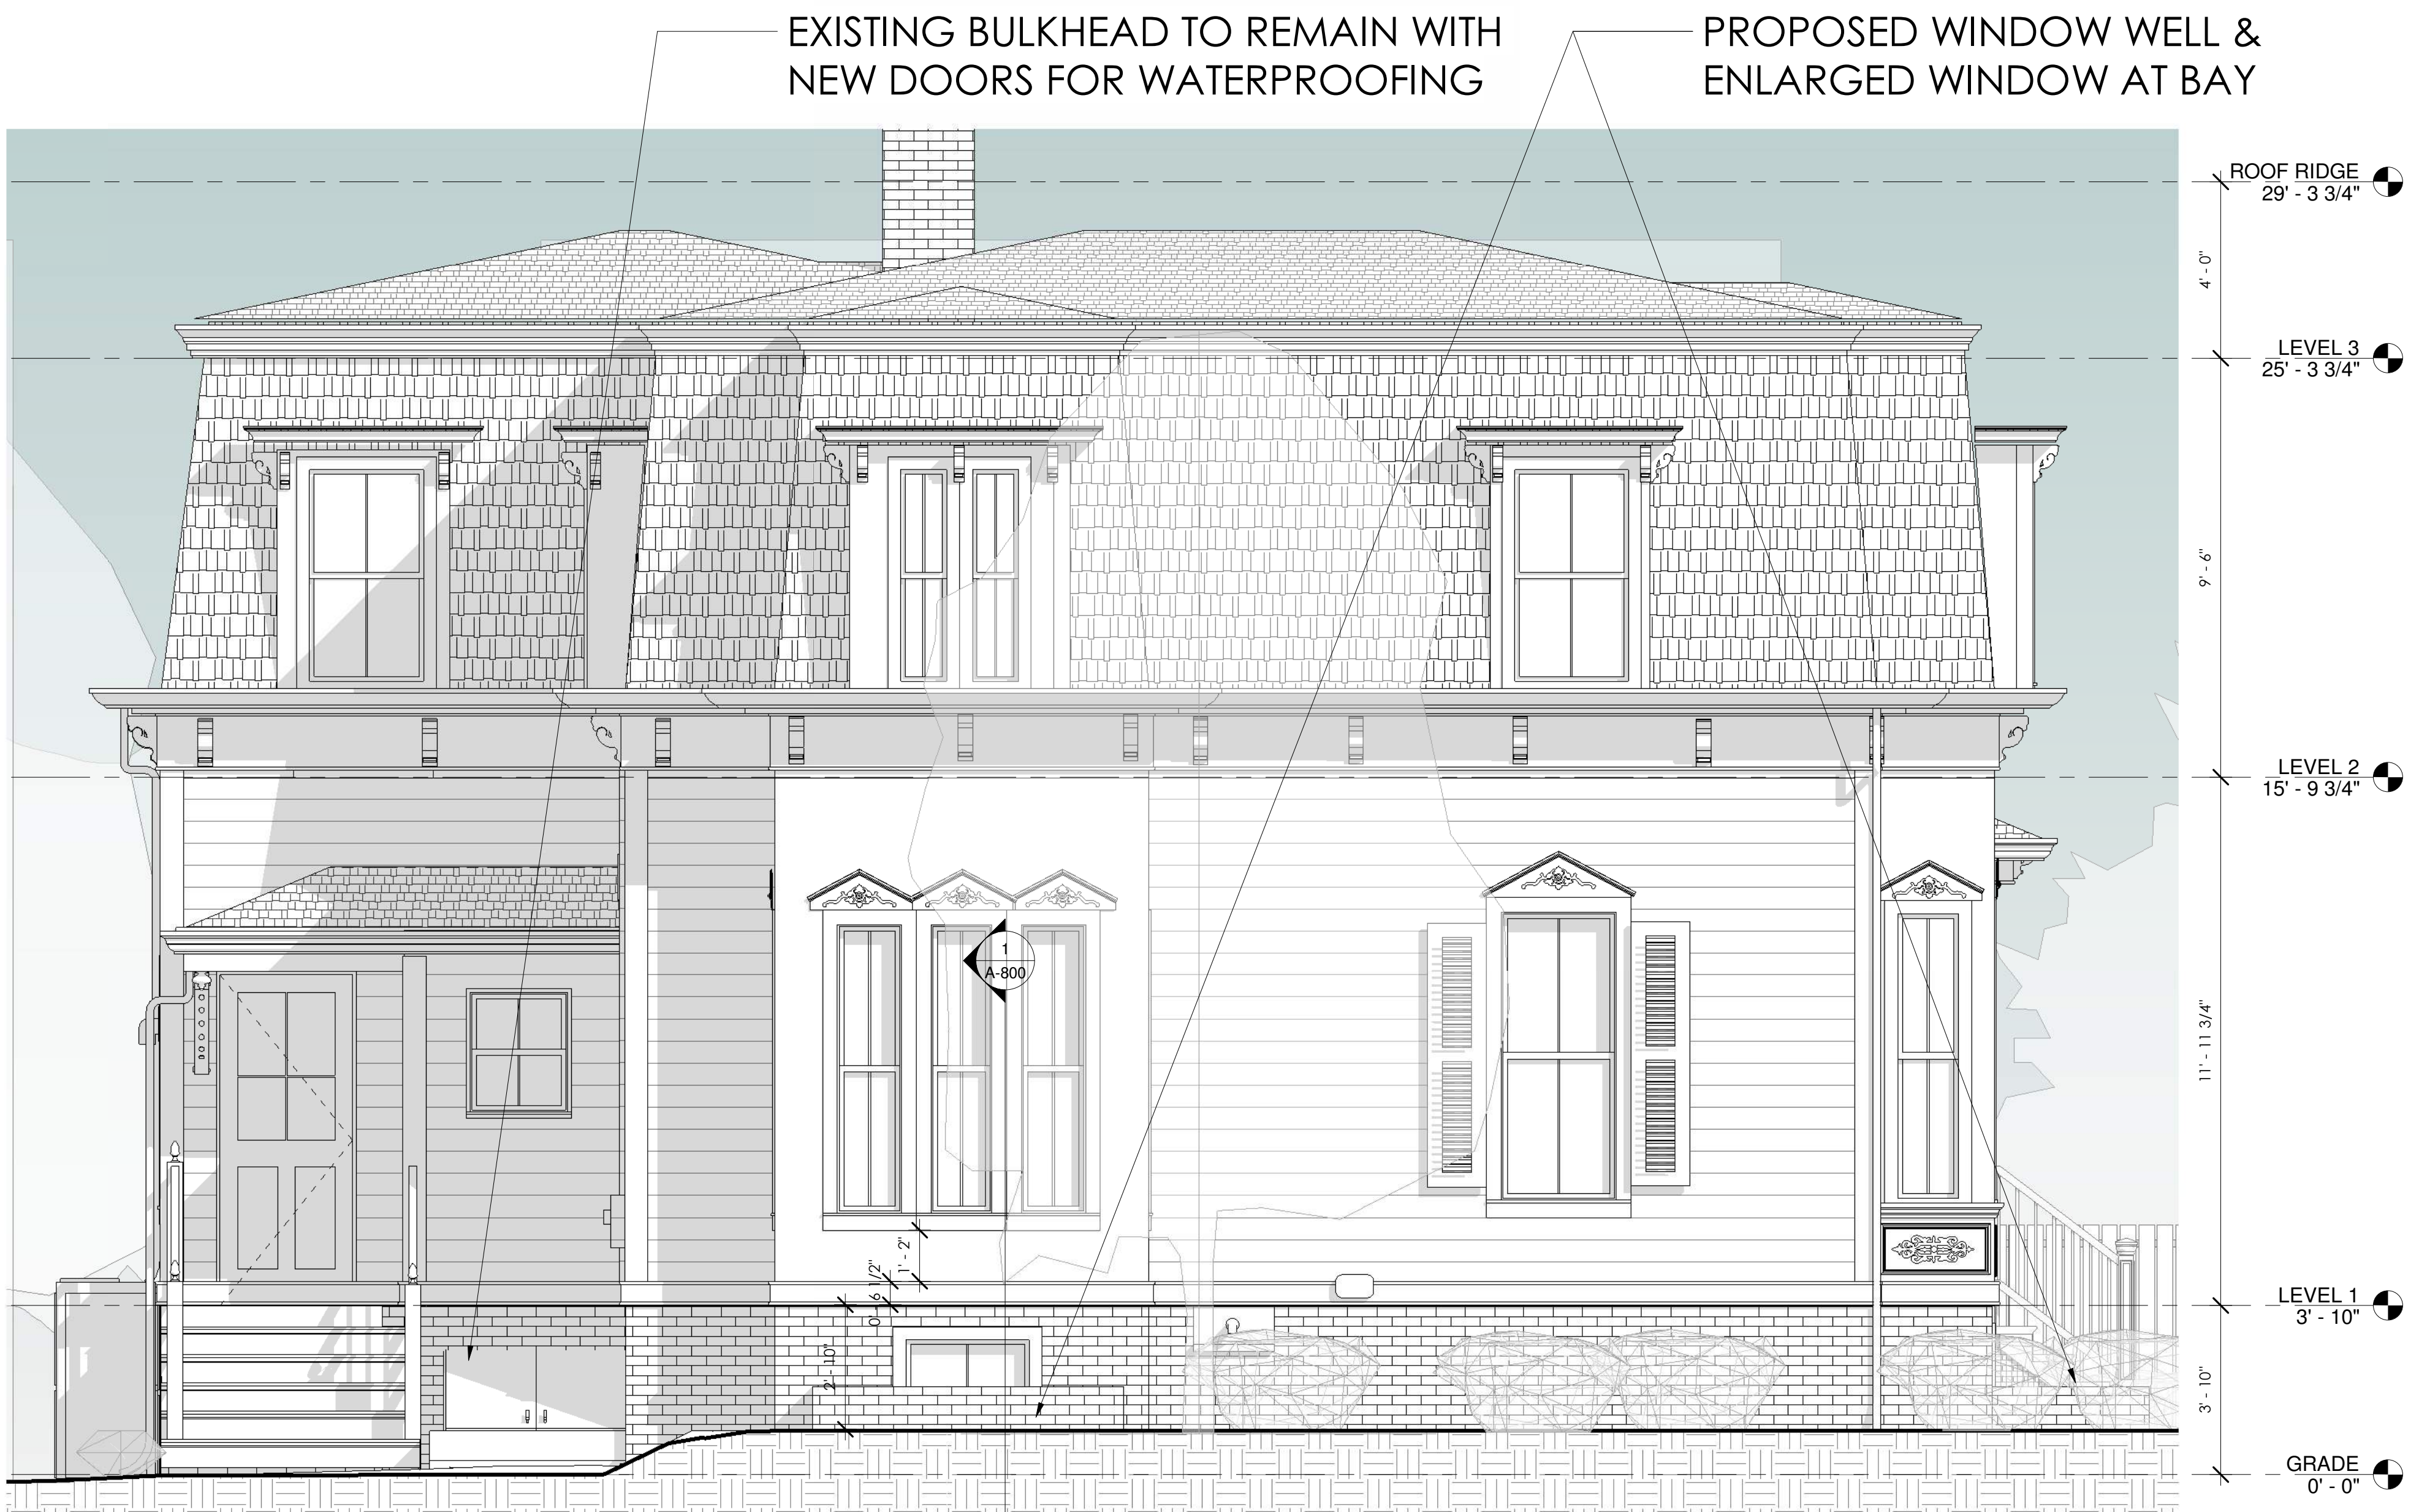 EXISTING BULKHEAD TO REMAIN WITH
NEW DOORS FOR WATERPROOFING
PROPOSED WINDOW WELL &
ENLARGED WINDOW AT BAY
ROOF RIDGE
29' - 3 3/4"
4' - 0"
LEVEL 3
25' - 3 3/4"
9' - 6"
LEVEL 2
15' - 9 3/4"
1
A-800
11' - 11 3/4"
1' - 2"
0' - 6 1/2"
LEVEL 1
3' - 10"
2' - 10"
3' - 10"
GRADE
0' - 0"